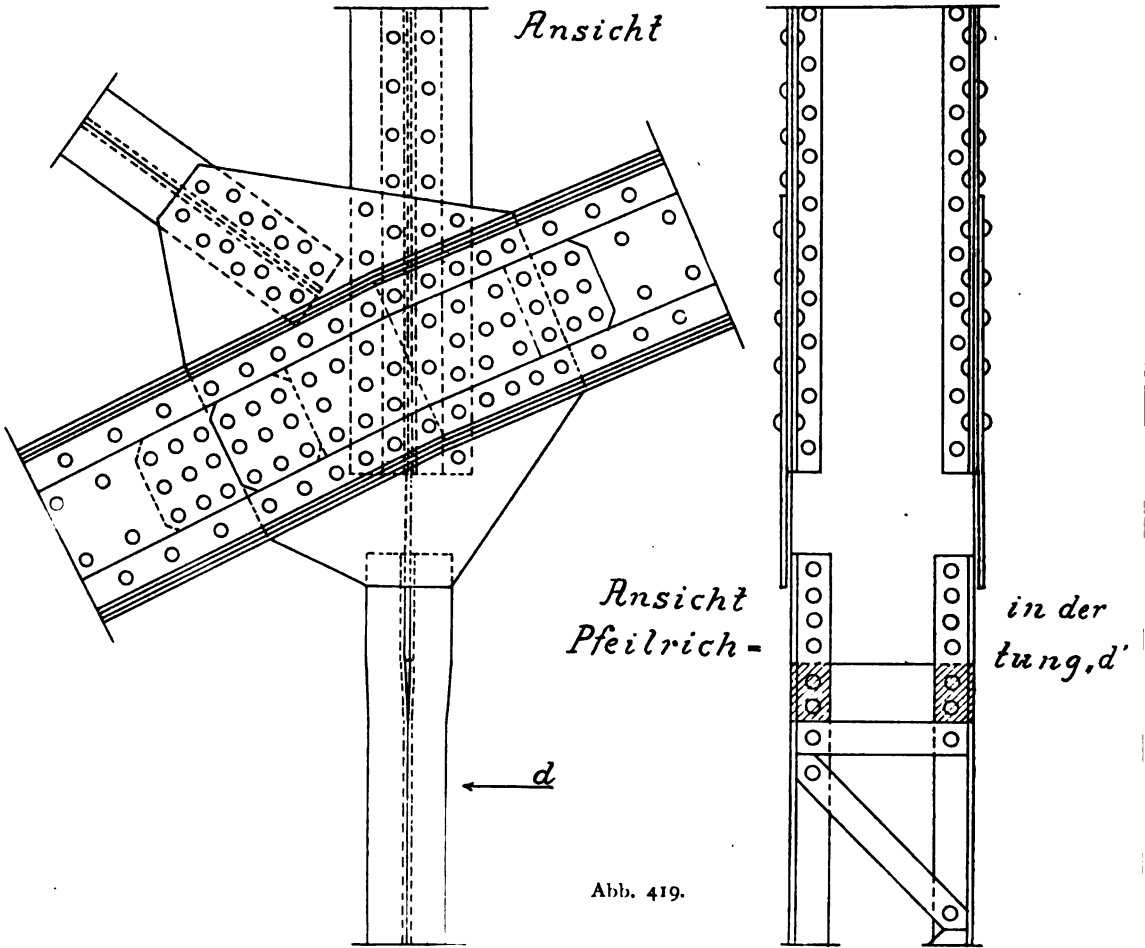 Ansicht
Ansicht in der
Pfeilrich= tung „d"
d
Abb. 419.